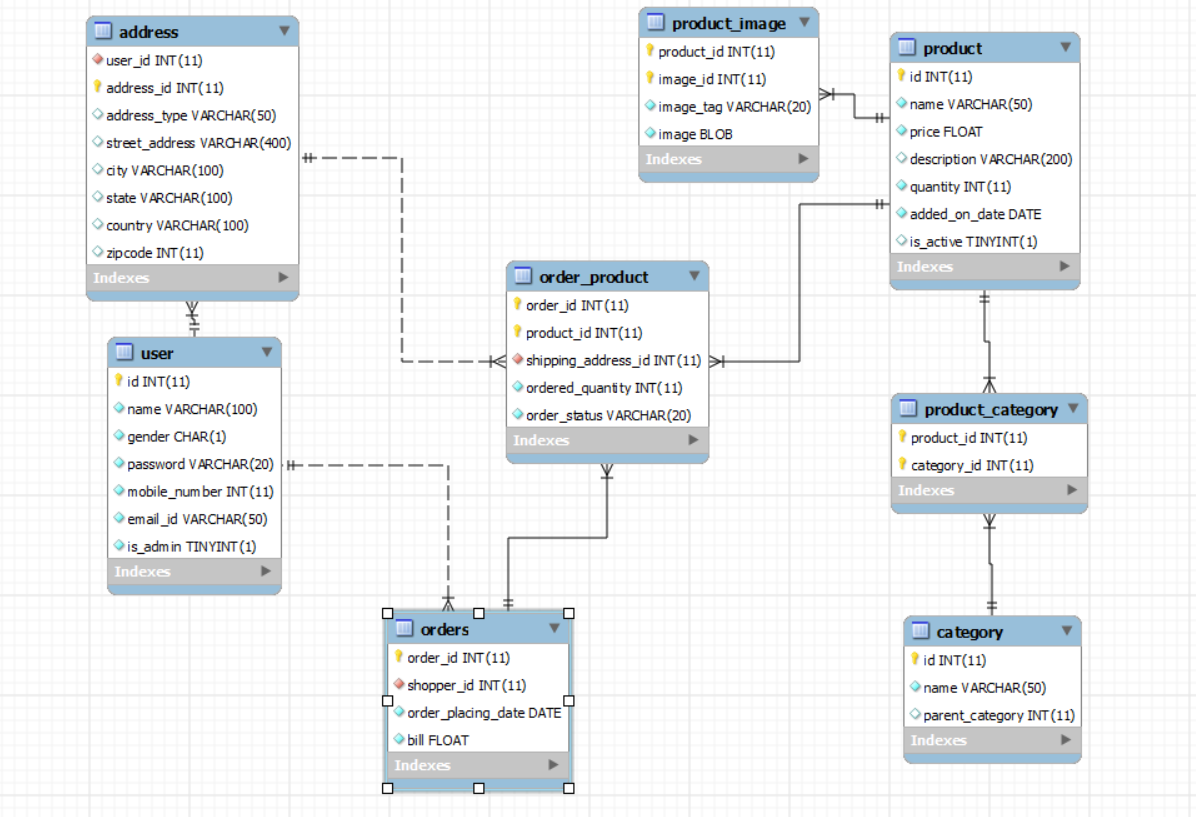 address
user_id INT(11)
address_id INT(11)
address_type VARCHAR(50)
street_address VARCHAR(400)
city VARCHAR(100)
state VARCHAR(100)
country VARCHAR(100)
zipcode INT(11)
Indexes
user
id INT(11)
name VARCHAR(100)
gender CHAR(1)
password VARCHAR(20)
mobile_number INT(11)
email_id VARCHAR(50)
is_admin TINYINT(1)
Indexes
product_image
product_id INT(11)
image_id INT(11)
image_tag VARCHAR(20)
image BLOB
Indexes
order_product
order_id INT(11)
product_id INT(11)
shipping_address_id INT(11)
ordered_quantity INT(11)
order_status VARCHAR(20)
Indexes
orders
order_id INT(11)
shopper_id INT(11)
order_placing_date DATE
bill FLOAT
Indexes
product
id INT(11)
name VARCHAR(50)
price FLOAT
description VARCHAR(200)
quantity INT(11)
added_on_date DATE
is_active TINYINT(1)
Indexes
product_category
product_id INT(11)
category_id INT(11)
Indexes
category
id INT(11)
name VARCHAR(50)
parent_category INT(11)
Indexes